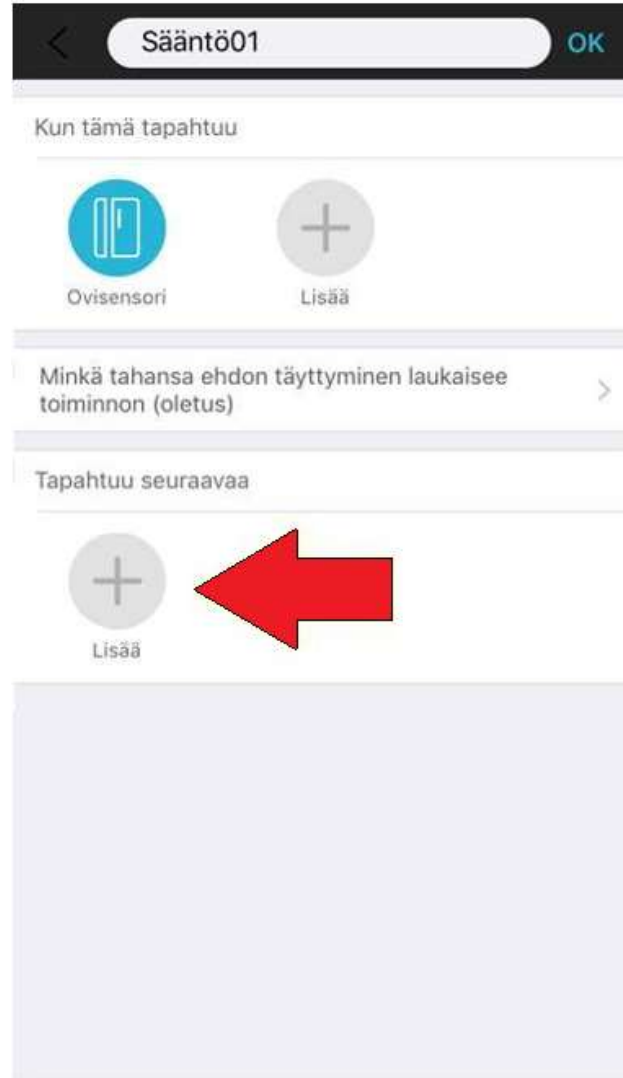 Sääntö01
OK
Kun tämä tapahtuu
Ovisensori
Lisää
Minkä tahansa ehdon täyttyminen laukaisee
toiminnon (oletus)
Tapahtuu seuraavaa
Lisää